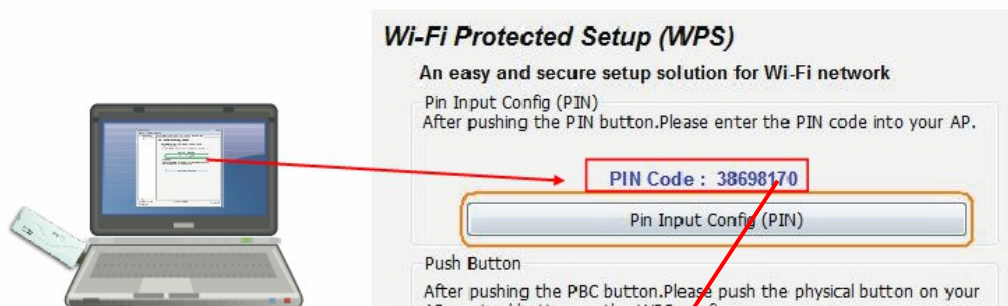 Wi-Fi Protected Setup (WPS)
An easy and secure setup solution for Wi-Fi network
Pin Input Config (PIN)
After pushing the PIN button.Please enter the PIN code into your AP.
PIN Code : 38698170
Pin Input Config (PIN)
Push Button
After pushing the PBC button.Please push the physical button on your